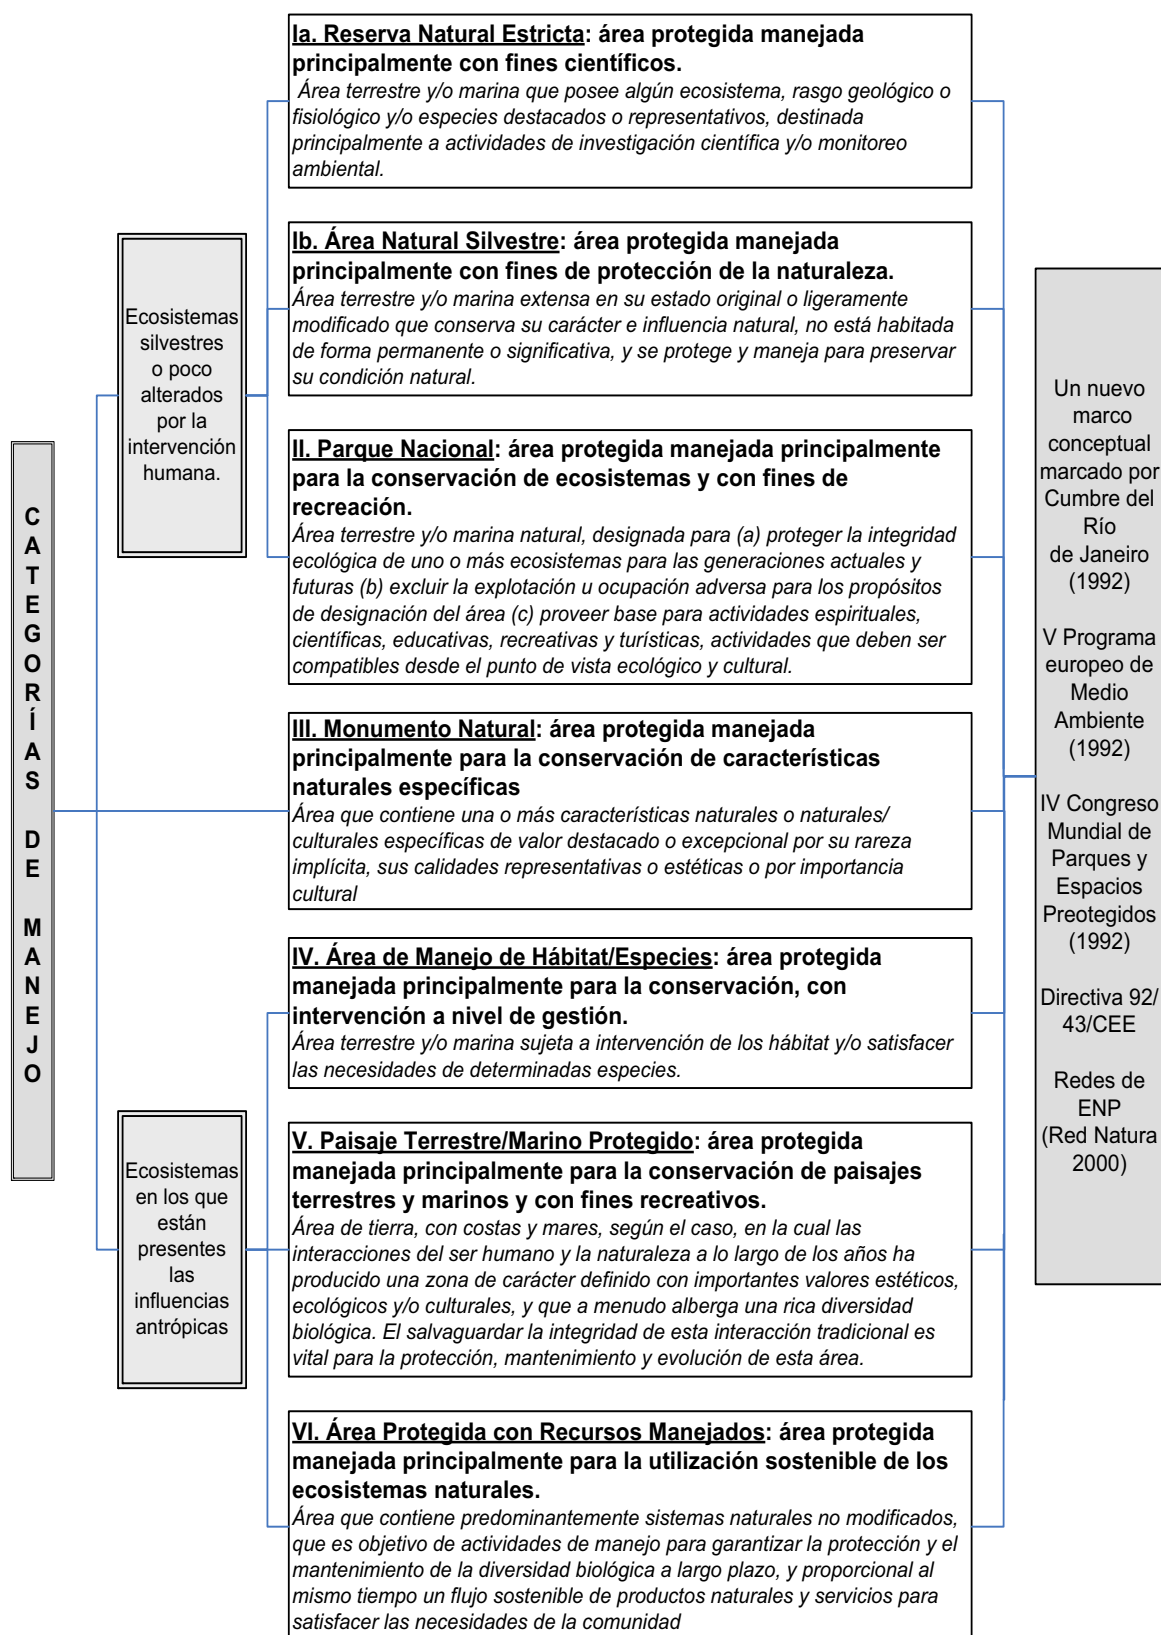 CATEGORÍAS DE MANEJO
Ecosistemas
silvestres
o poco
alterados
por la
intervención
humana.
Ecosistemas
en los que
están
presentes
las
influencias
antrópicas
Ia. Reserva Natural Estricta: área protegida manejada
principalmente con fines científicos.
Área terrestre y/o marina que posee algún ecosistema, rasgo geológico o
fisiológico y/o especies destacados o representativos, destinada
principalmente a actividades de investigación científica y/o monitoreo
ambiental.
Ib. Área Natural Silvestre: área protegida manejada
principalmente con fines de protección de la naturaleza.
Área terrestre y/o marina extensa en su estado original o ligeramente
modificado que conserva su carácter e influencia natural, no está habitada
de forma permanente o significativa, y se protege y maneja para preservar
su condición natural.
II. Parque Nacional: área protegida manejada principalmente
para la conservación de ecosistemas y con fines de
recreación.
Área terrestre y/o marina natural, designada para (a) proteger la integridad
ecológica de uno o más ecosistemas para las generaciones actuales y
futuras (b) excluir la explotación u ocupación adversa para los propósitos
de designación del área (c) proveer base para actividades espirituales,
científicas, educativas, recreativas y turísticas, actividades que deben ser
compatibles desde el punto de vista ecológico y cultural.
III. Monumento Natural: área protegida manejada
principalmente para la conservación de características
naturales específicas
Área que contiene una o más características naturales o naturales/
culturales específicas de valor destacado o excepcional por su rareza
implícita, sus calidades representativas o estéticas o por importancia
cultural
IV. Área de Manejo de Hábitat/Especies: área protegida
manejada principalmente para la conservación, con
intervención a nivel de gestión.
Área terrestre y/o marina sujeta a intervención de los hábitat y/o satisfacer
las necesidades de determinadas especies.
V. Paisaje Terrestre/Marino Protegido: área protegida
manejada principalmente para la conservación de paisajes
terrestres y marinos y con fines recreativos.
Área de tierra, con costas y mares, según el caso, en la cual las
interacciones del ser humano y la naturaleza a lo largo de los años ha
producido una zona de carácter definido con importantes valores estéticos,
ecológicos y/o culturales, y que a menudo alberga una rica diversidad
biológica. El salvaguardar la integridad de esta interacción tradicional es
vital para la protección, mantenimiento y evolución de esta área.
VI. Área Protegida con Recursos Manejados: área protegida
manejada principalmente para la utilización sostenible de los
ecosistemas naturales.
Área que contiene predominantemente sistemas naturales no modificados,
que es objetivo de actividades de manejo para garantizar la protección y el
mantenimiento de la diversidad biológica a largo plazo, y proporcional al
mismo tiempo un flujo sostenible de productos naturales y servicios para
satisfacer las necesidades de la comunidad
Un nuevo
marco
conceptual
marcado por
Cumbre del
Río
de Janeiro
(1992)
V Programa
europeo de
Medio
Ambiente
(1992)
IV Congreso
Mundial de
Parques y
Espacios
Preotegidos
(1992)
Directiva 92/
43/CEE
Redes de
ENP
(Red Natura
2000)